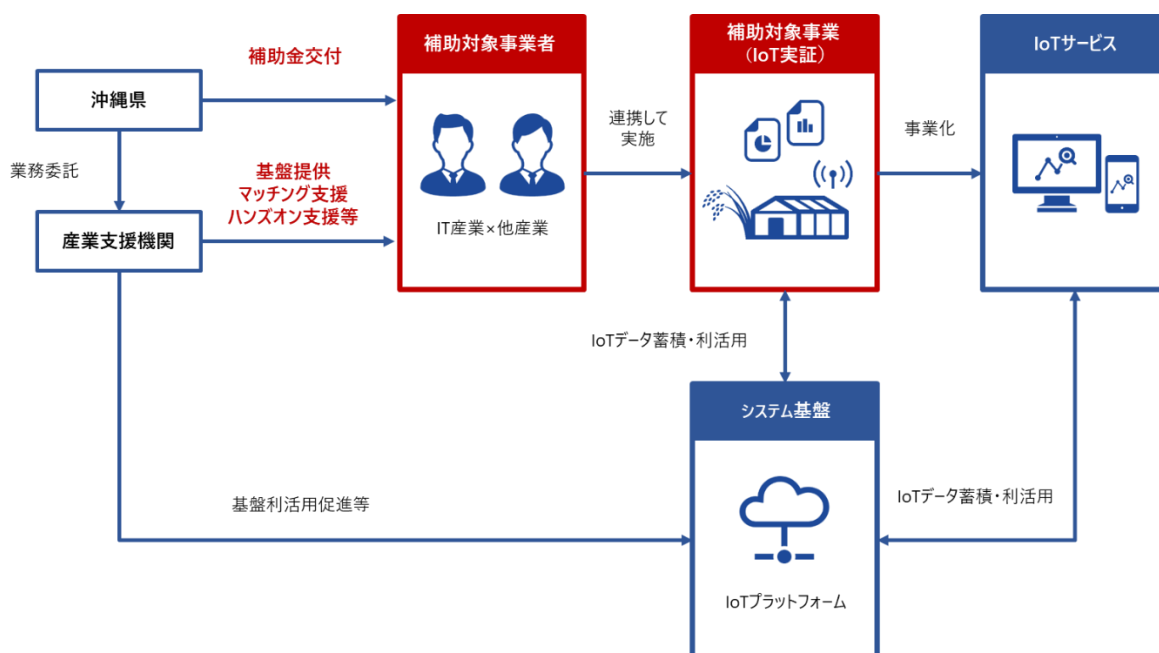 補助対象事業者
補助対象事業
（IoT実証）
IoTサービス
補助金交付
沖縄県
連携して
実施
事業化
業務委託
基盤提供
マッチング支援
ハンズオン支援等
産業支援機関
IT産業×他産業
IoTデータ蓄積・利活用
システム基盤
基盤利活用促進等
IoTデータ蓄積・利活用
IoTプラットフォーム